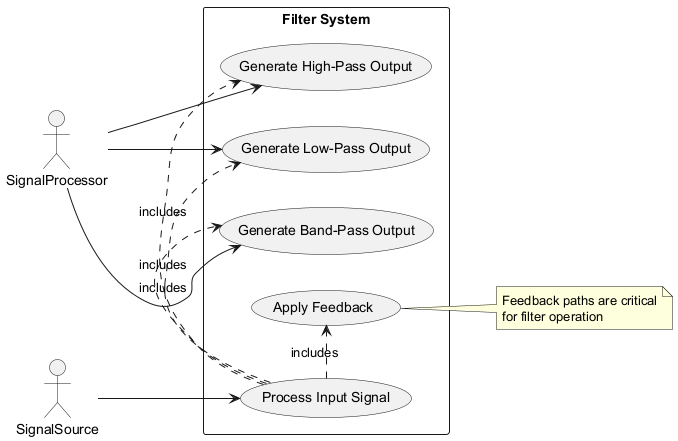 Filter System
Generate High-Pass Output
Generate Low-Pass Output
SignalProcessor
includes
Generate Band-Pass Output
includes
includes
Apply Feedback
Feedback paths are critical
for filter operation
includes
Process Input Signal
SignalSource